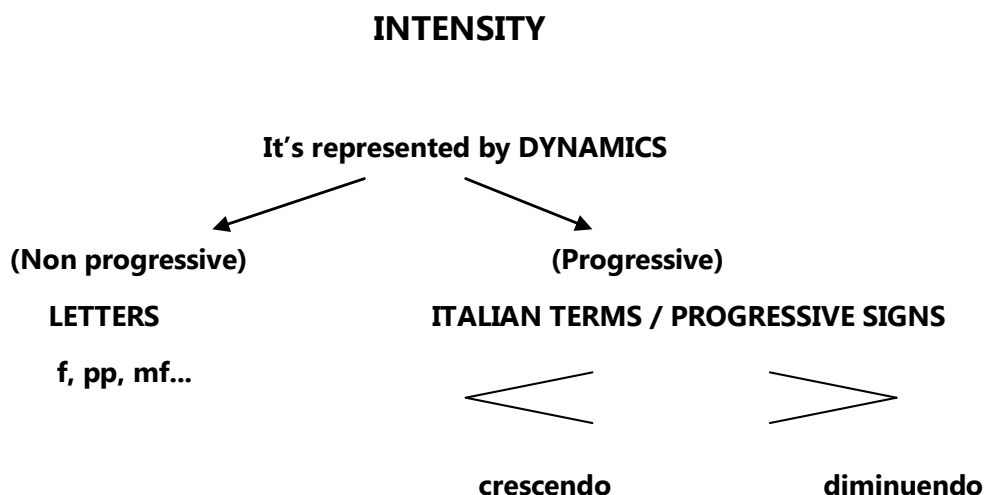 INTENSITY
It’s represented by DYNAMICS
(Non progressive) (Progressive)
LETTERS ITALIAN TERMS / PROGRESSIVE SIGNS
f, pp, mf...
crescendo diminuendo